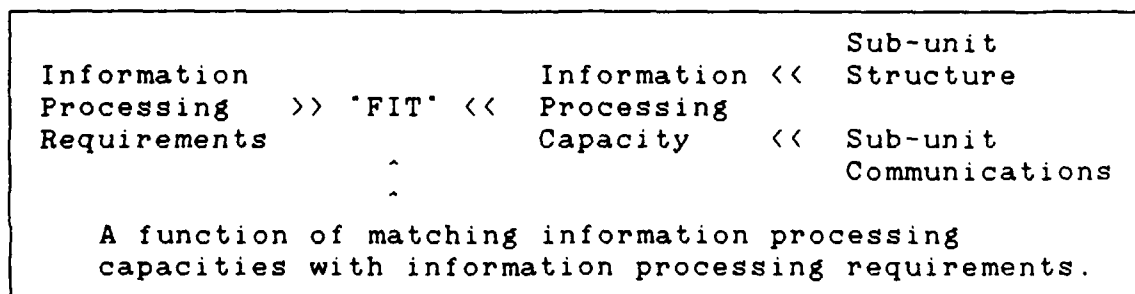 Sub-unit
Information Information << Structure
Processing >> "FIT" << Processing
Requirements Capacity << Sub-unit
^ Communications
^
A function of matching information processing
capacities with information processing requirements.